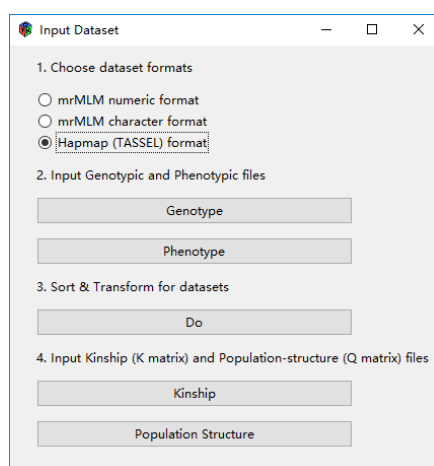 Input Dataset
1. Choose dataset formats
mrMLM numeric format
mrMLM character format
Hapmap (TASSEL) format
2. Input Genotypic and Phenotypic files
Genotype
Phenotype
3. Sort & Transform for datasets
Do
4. Input Kinship (K matrix) and Population-structure (Q matrix) files
Kinship
Population Structure